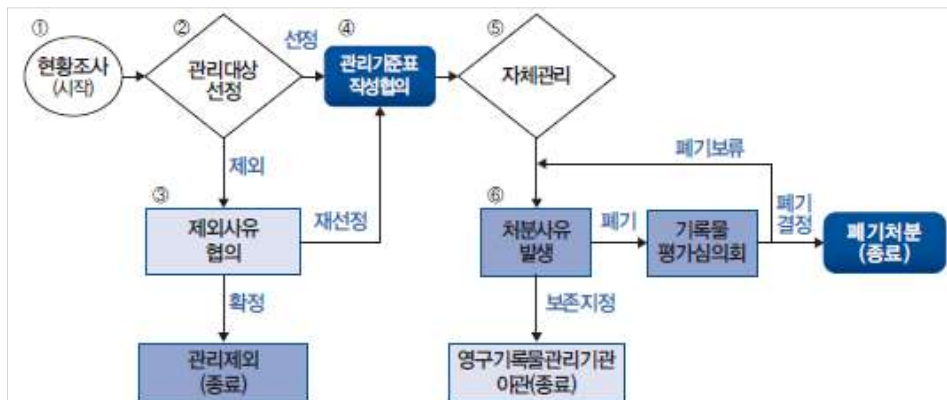 ①
현황조사
(시작)
②
관리대상
선정
선정
④
관리기준표
작성협의
⑤
자체관리
제외
폐기보류
③
제외사유
협의
재선정
⑥
처분사유
발생
폐기
기록물
평가심의회
폐기
결정
폐기처분
(종료)
확정
보존지정
관리제외
(종료)
영구기록물관리기관
이관(종료)